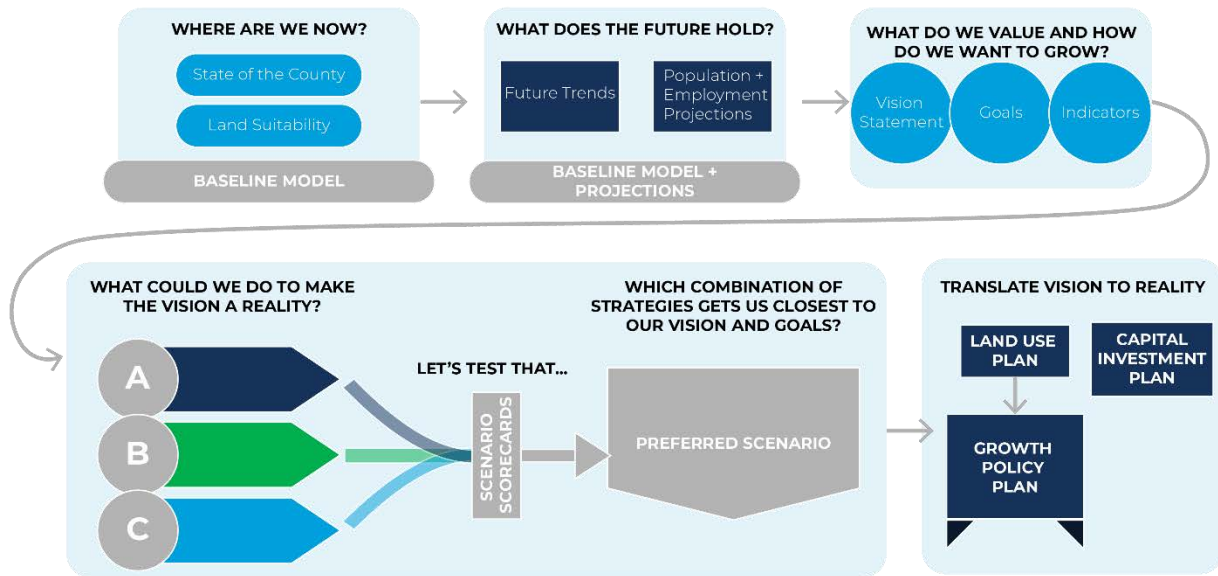 WHERE ARE WE NOW?
State of the County
Land Suitability
BASELINE MODEL
WHAT DOES THE FUTURE HOLD?
Future Trends
Population +
Employment
Projections
BASELINE MODEL +
PROJECTIONS
WHAT DO WE VALUE AND HOW
DO WE WANT TO GROW?
Vision
Statement
Goals
Indicators
WHAT COULD WE DO TO MAKE
THE VISION A REALITY?
A
B
C
LET'S TEST THAT...
SCENARIO
SCORECARDS
WHICH COMBINATION OF
STRATEGIES GETS US CLOSEST TO
OUR VISION AND GOALS?
PREFERRED SCENARIO
TRANSLATE VISION TO REALITY
LAND USE
PLAN
CAPITAL
INVESTMENT
PLAN
GROWTH
POLICY
PLAN